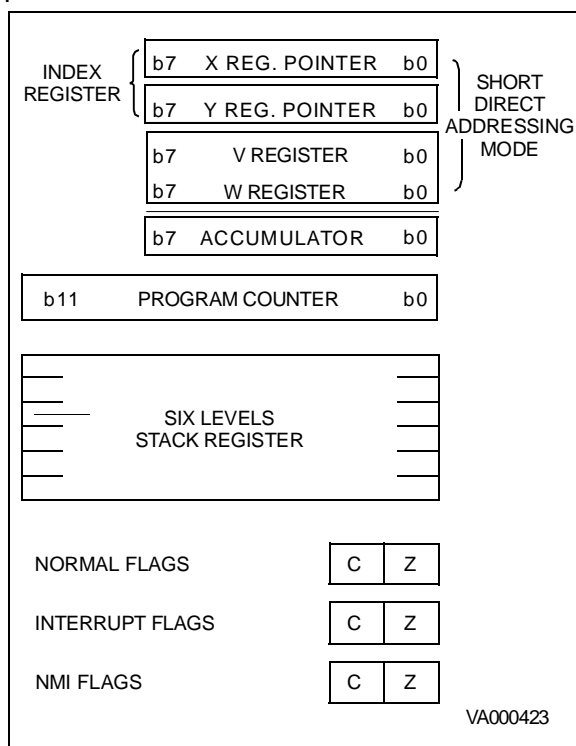 INDEX
REGISTER
b7 X REG. POINTER b0
b7 Y REG. POINTER b0
b7 V REGISTER b0
b7 W REGISTER b0
SHORT
DIRECT
ADDRESSING
MODE
b7 ACCUMULATOR b0
b11 PROGRAM COUNTER b0
SIX LEVELS
STACK REGISTER
NORMAL FLAGS C Z
INTERRUPT FLAGS C Z
NMI FLAGS C Z
VA000423